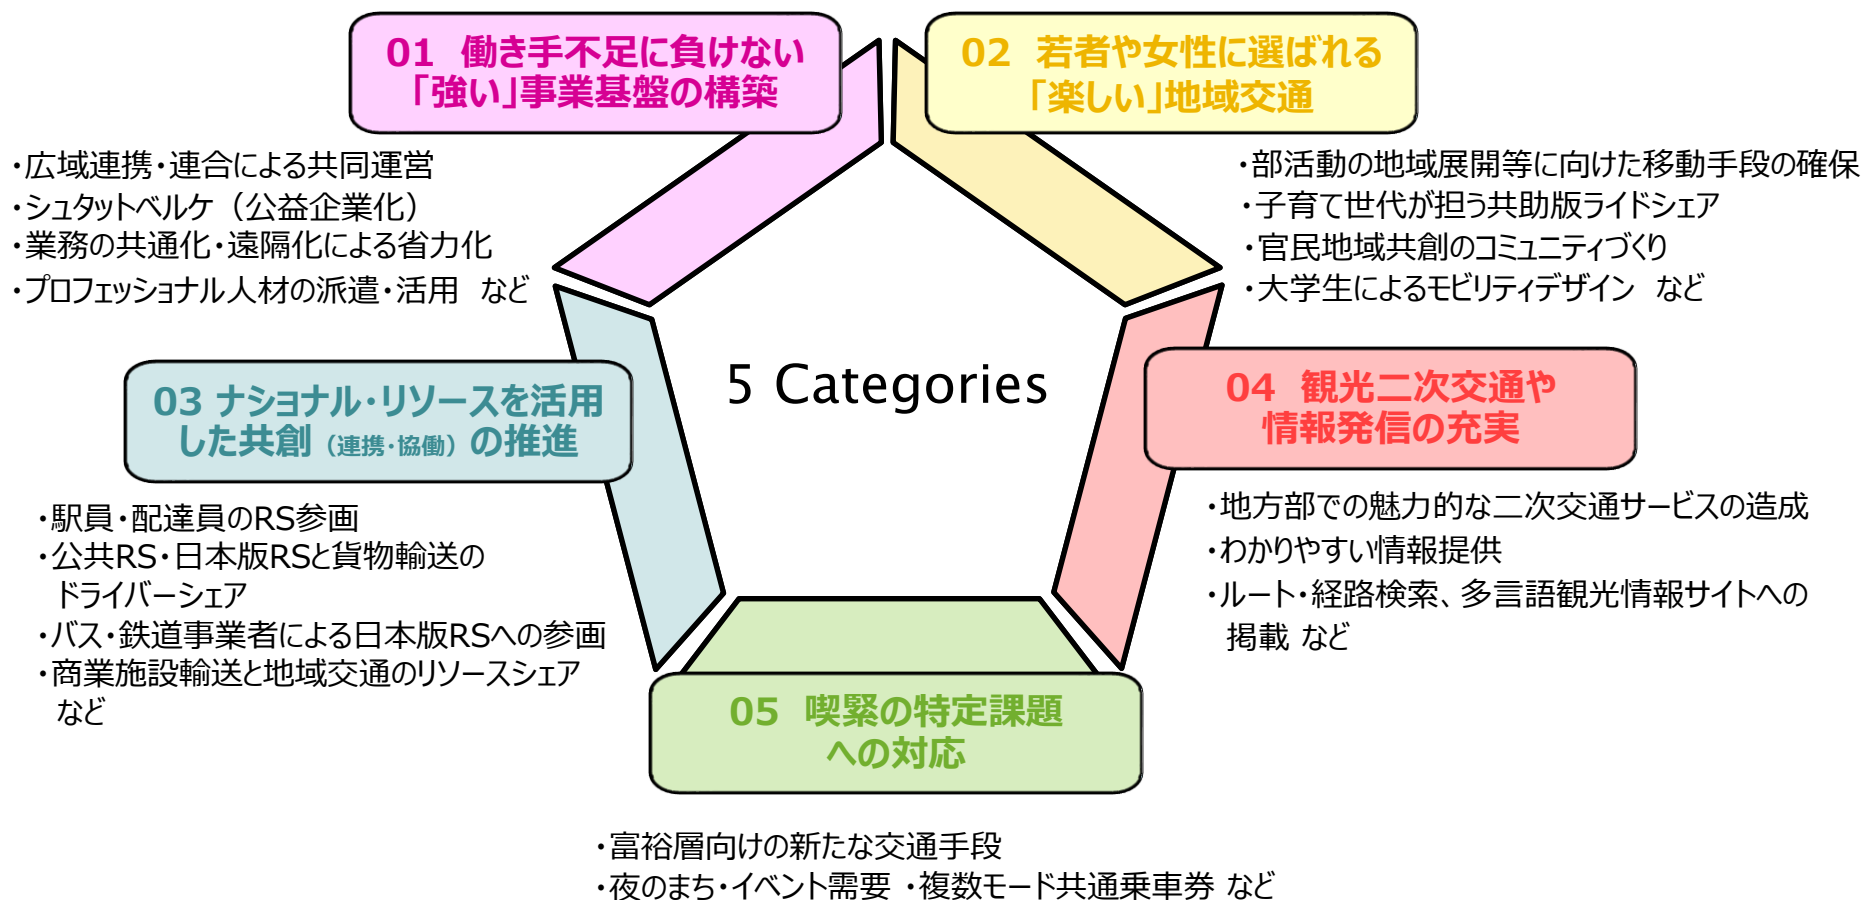 01 働き手不足に負けない
「強い」事業基盤の構築
・広域連携・連合による共同運営
・シュタットベルケ（公益企業化）
・業務の共通化・遠隔化による省力化
・プロフェッショナル人材の派遣・活用 など
02 若者や女性に選ばれる
「楽しい」地域交通
・部活動の地域展開等に向けた移動手段の確保
・子育て世代が担う共助版ライドシェア
・官民地域共創のコミュニティづくり
・大学生によるモビリティデザイン など
5 Categories
03 ナショナル・リソースを活用
した共創（連携・協働）の推進
・駅員・配達員のRS参画
・公共RS・日本版RSと貨物輸送の
ドライバーシェア
・バス・鉄道事業者による日本版RSへの参画
・商業施設輸送と地域交通のリソースシェア
など
04 観光二次交通や
情報発信の充実
・地方部での魅力的な二次交通サービスの造成
・わかりやすい情報提供
・ルート・経路検索、多言語観光情報サイトへの
掲載 など
05 喫緊の特定課題
への対応
・富裕層向けの新たな交通手段
・夜のまち・イベント需要 ・複数モード共通乗車券 など